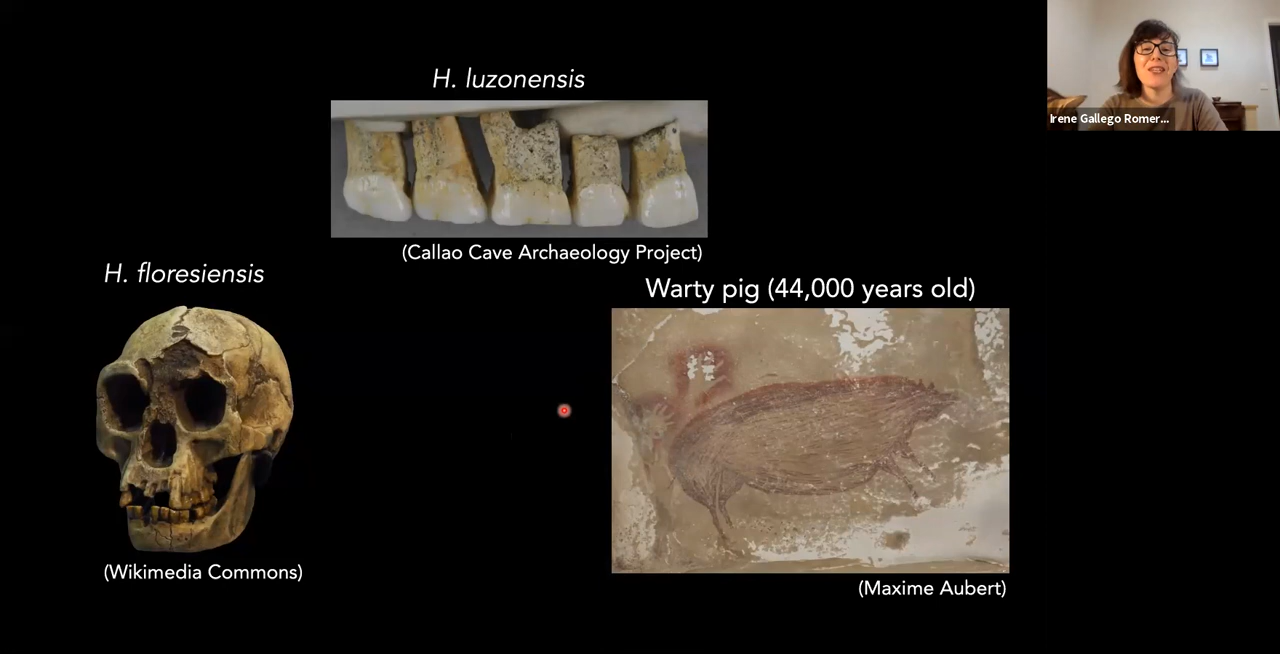 H. luzonensis
(Callao Cave Archaeology Project)
H. floresiensis
(Wikimedia Commons)
Warty pig (44,000 years old)
(Maxime Aubert)
Irene Gallego Romer...